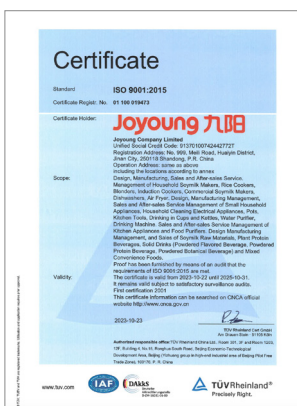 Certificate
Standard ISO 9001:2015
Certificate Registr. No. 01 100 019473
Certificate Holder: Joyoung 九阳
Joyoung Company Limited
Unified Social Credit Code: 91370100742442772T
Registration Address: No. 999, Meili Road, Huaiyin District,
Jinan City, 250118 Shandong, P.R. China
Operation Address: same as above
including the locations according to annex
Scope: Design, Manufacturing, Sales and After-sales Service,
Management of Household Soymilk Makers, Rice Cookers,
Blenders, Induction Cookers, Commercial Soymilk Makers,
Dishwashers, Air Fryer; Design, Manufacturing Management,
Sales and After-sales Service Management of Small Household
Appliances, Household Cleaning Electrical Appliances, Pots,
Kitchen Tools, Drinking in Cups and Kettles, Water Purifier,
Drinking Machine; Sales and After-sales Service Management of
Kitchen Appliances and Food Purifiers; Design Manufacturing
Management, and Sales of Soymilk Raw Materials, Plant Protein
Beverages, Solid Drinks (Powdered Flavored Beverage, Powdered
Protein Beverage, Powdered Botanical Beverage) and Mixed
Convenience Foods.
Proof has been furnished by means of an audit that the
requirements of ISO 9001:2015 are met.
Validity: The certificate is valid from 2023-10-22 until 2025-10-31.
It remains valid subject to satisfactory surveillance audits.
First certification 2001
This certificate information can be searched on CNCA official
website http://www.cnca.gov.cn
2023-10-23
TÜV Rheinland Cert GmbH
Am Grauen Stein · 51105 Köln
www.tuv.com
IAF
DAkkS
Deutsche
Akkreditierungsstelle
TÜVRheinland®
Precisely Right.